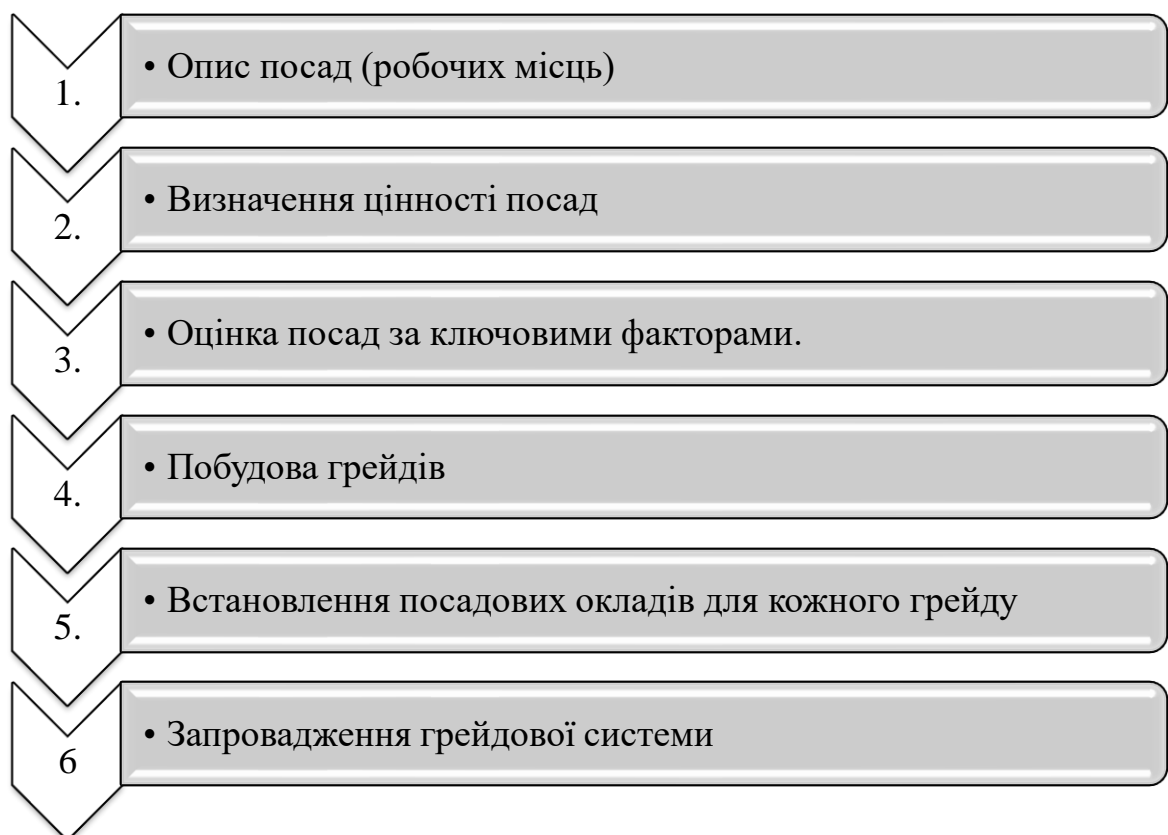 1.
• Опис посад (робочих місць)
2.
• Визначення цінності посад
3.
• Оцінка посад за ключовими факторами.
4.
• Побудова грейдів
5.
• Встановлення посадових окладів для кожного грейду
6
• Запровадження грейдової системи